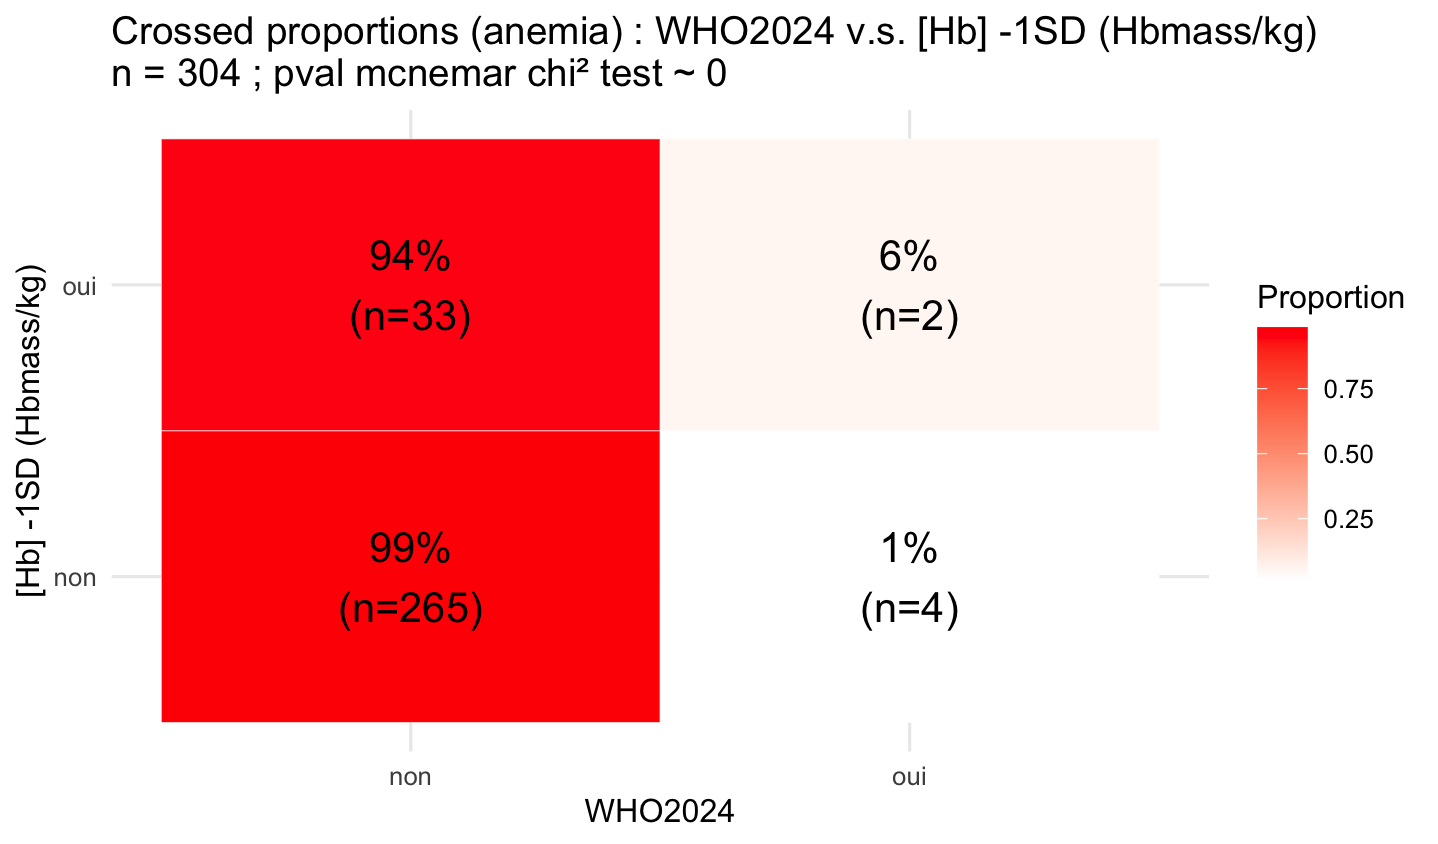 Crossed proportions (anemia) : WHO2024 v.s. [Hb] -1SD (Hbmass/kg)
n = 304 ; pval mcnemar chi² test ~ 0
[Hb] -1SD (Hbmass/kg)
oui
non
94%
(n=33)
6%
(n=2)
99%
(n=265)
1%
(n=4)
non
oui
WHO2024
Proportion
0.75
0.50
0.25